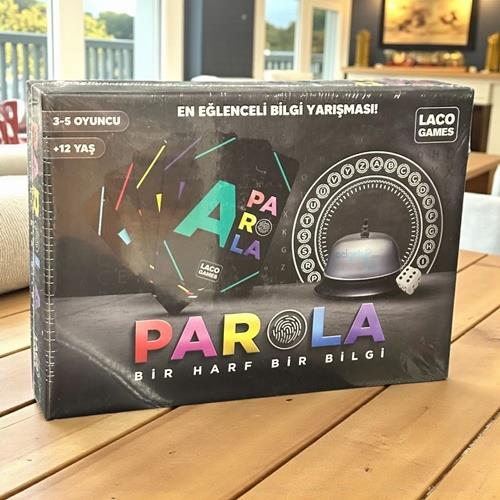 EN EĞLENCELİ BİLGİ YARIŞMASI!
3-5 OYUNCU
+12 YAŞ
LACO
GAMES
A
PA
RO
LA
LACO
GAMES
PAROLA
BİR HARF BİR BİLGİ